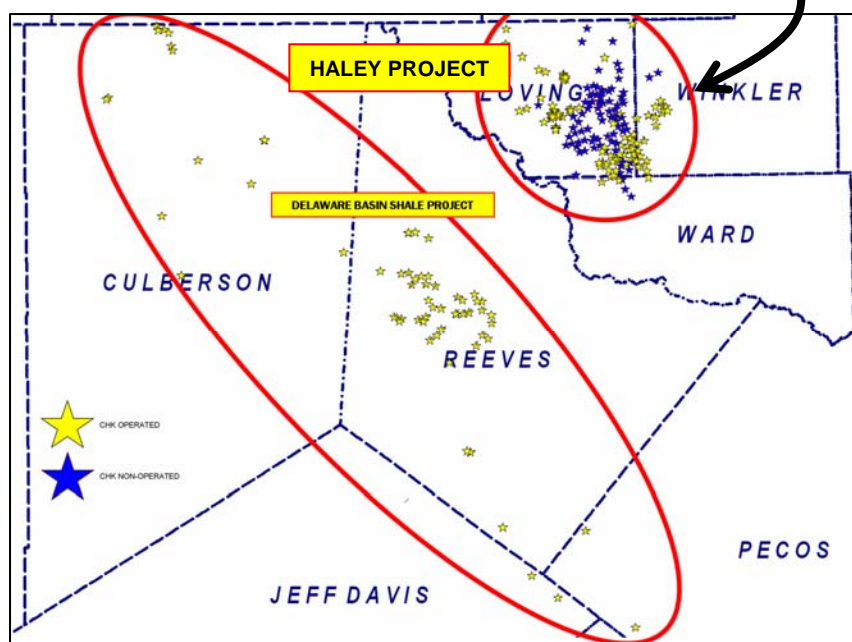 HALEY PROJECT
LOVING
WINKLER
DELAWARE BASIN SHALE PROJECT
WARD
CULBERSON
REEVES
CHK OPERATED
CHK NON-OPERATED
PECOS
JEFF DAVIS